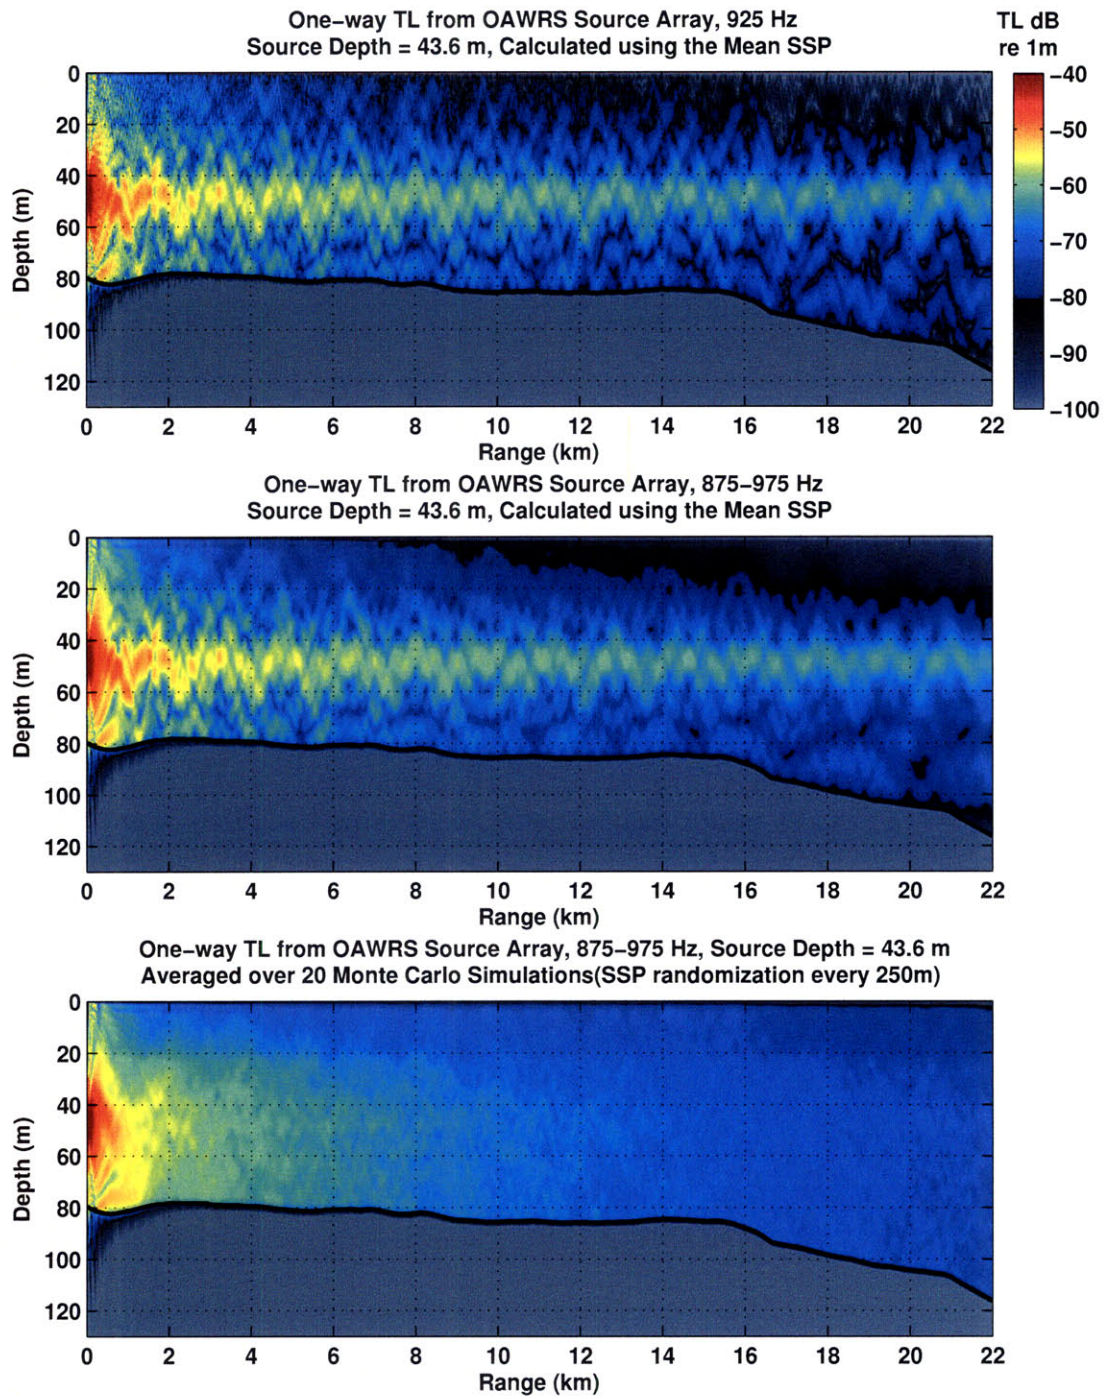 One-way TL from OAWRS Source Array, 925 Hz
Source Depth = 43.6 m, Calculated using the Mean SSP
TL dB
re 1m
0
20
40
60
80
100
120
Depth (m)
0 2 4 6 8 10 12 14 16 18 20 22
Range (km)
-40
-50
-60
-70
-80
-90
-100
One-way TL from OAWRS Source Array, 875-975 Hz
Source Depth = 43.6 m, Calculated using the Mean SSP
0
20
40
60
80
100
120
Depth (m)
0 2 4 6 8 10 12 14 16 18 20 22
Range (km)
One-way TL from OAWRS Source Array, 875-975 Hz, Source Depth = 43.6 m
Averaged over 20 Monte Carlo Simulations(SSP randomization every 250m)
0
20
40
60
80
100
120
Depth (m)
0 2 4 6 8 10 12 14 16 18 20 22
Range (km)